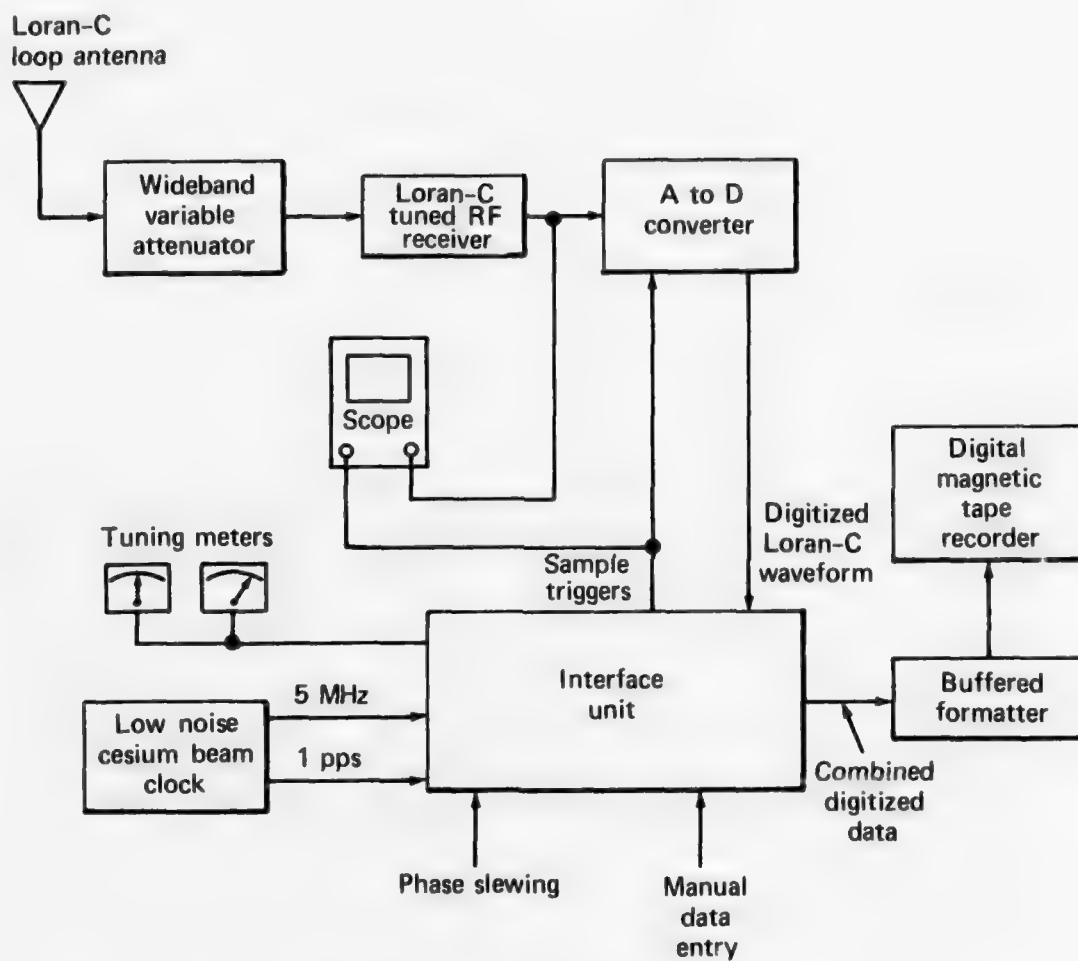 Loran-C
loop antenna
Wideband
variable
attenuator
Loran-C
tuned RF
receiver
A to D
converter
Scope
Digital
magnetic
tape
recorder
Tuning meters
Sample
triggers
Digitized
Loran-C
waveform
5 MHz
1 pps
Low noise
cesium beam
clock
Interface
unit
Buffered
formatter
Combined
digitized
data
Phase slewing
Manual
data
entry